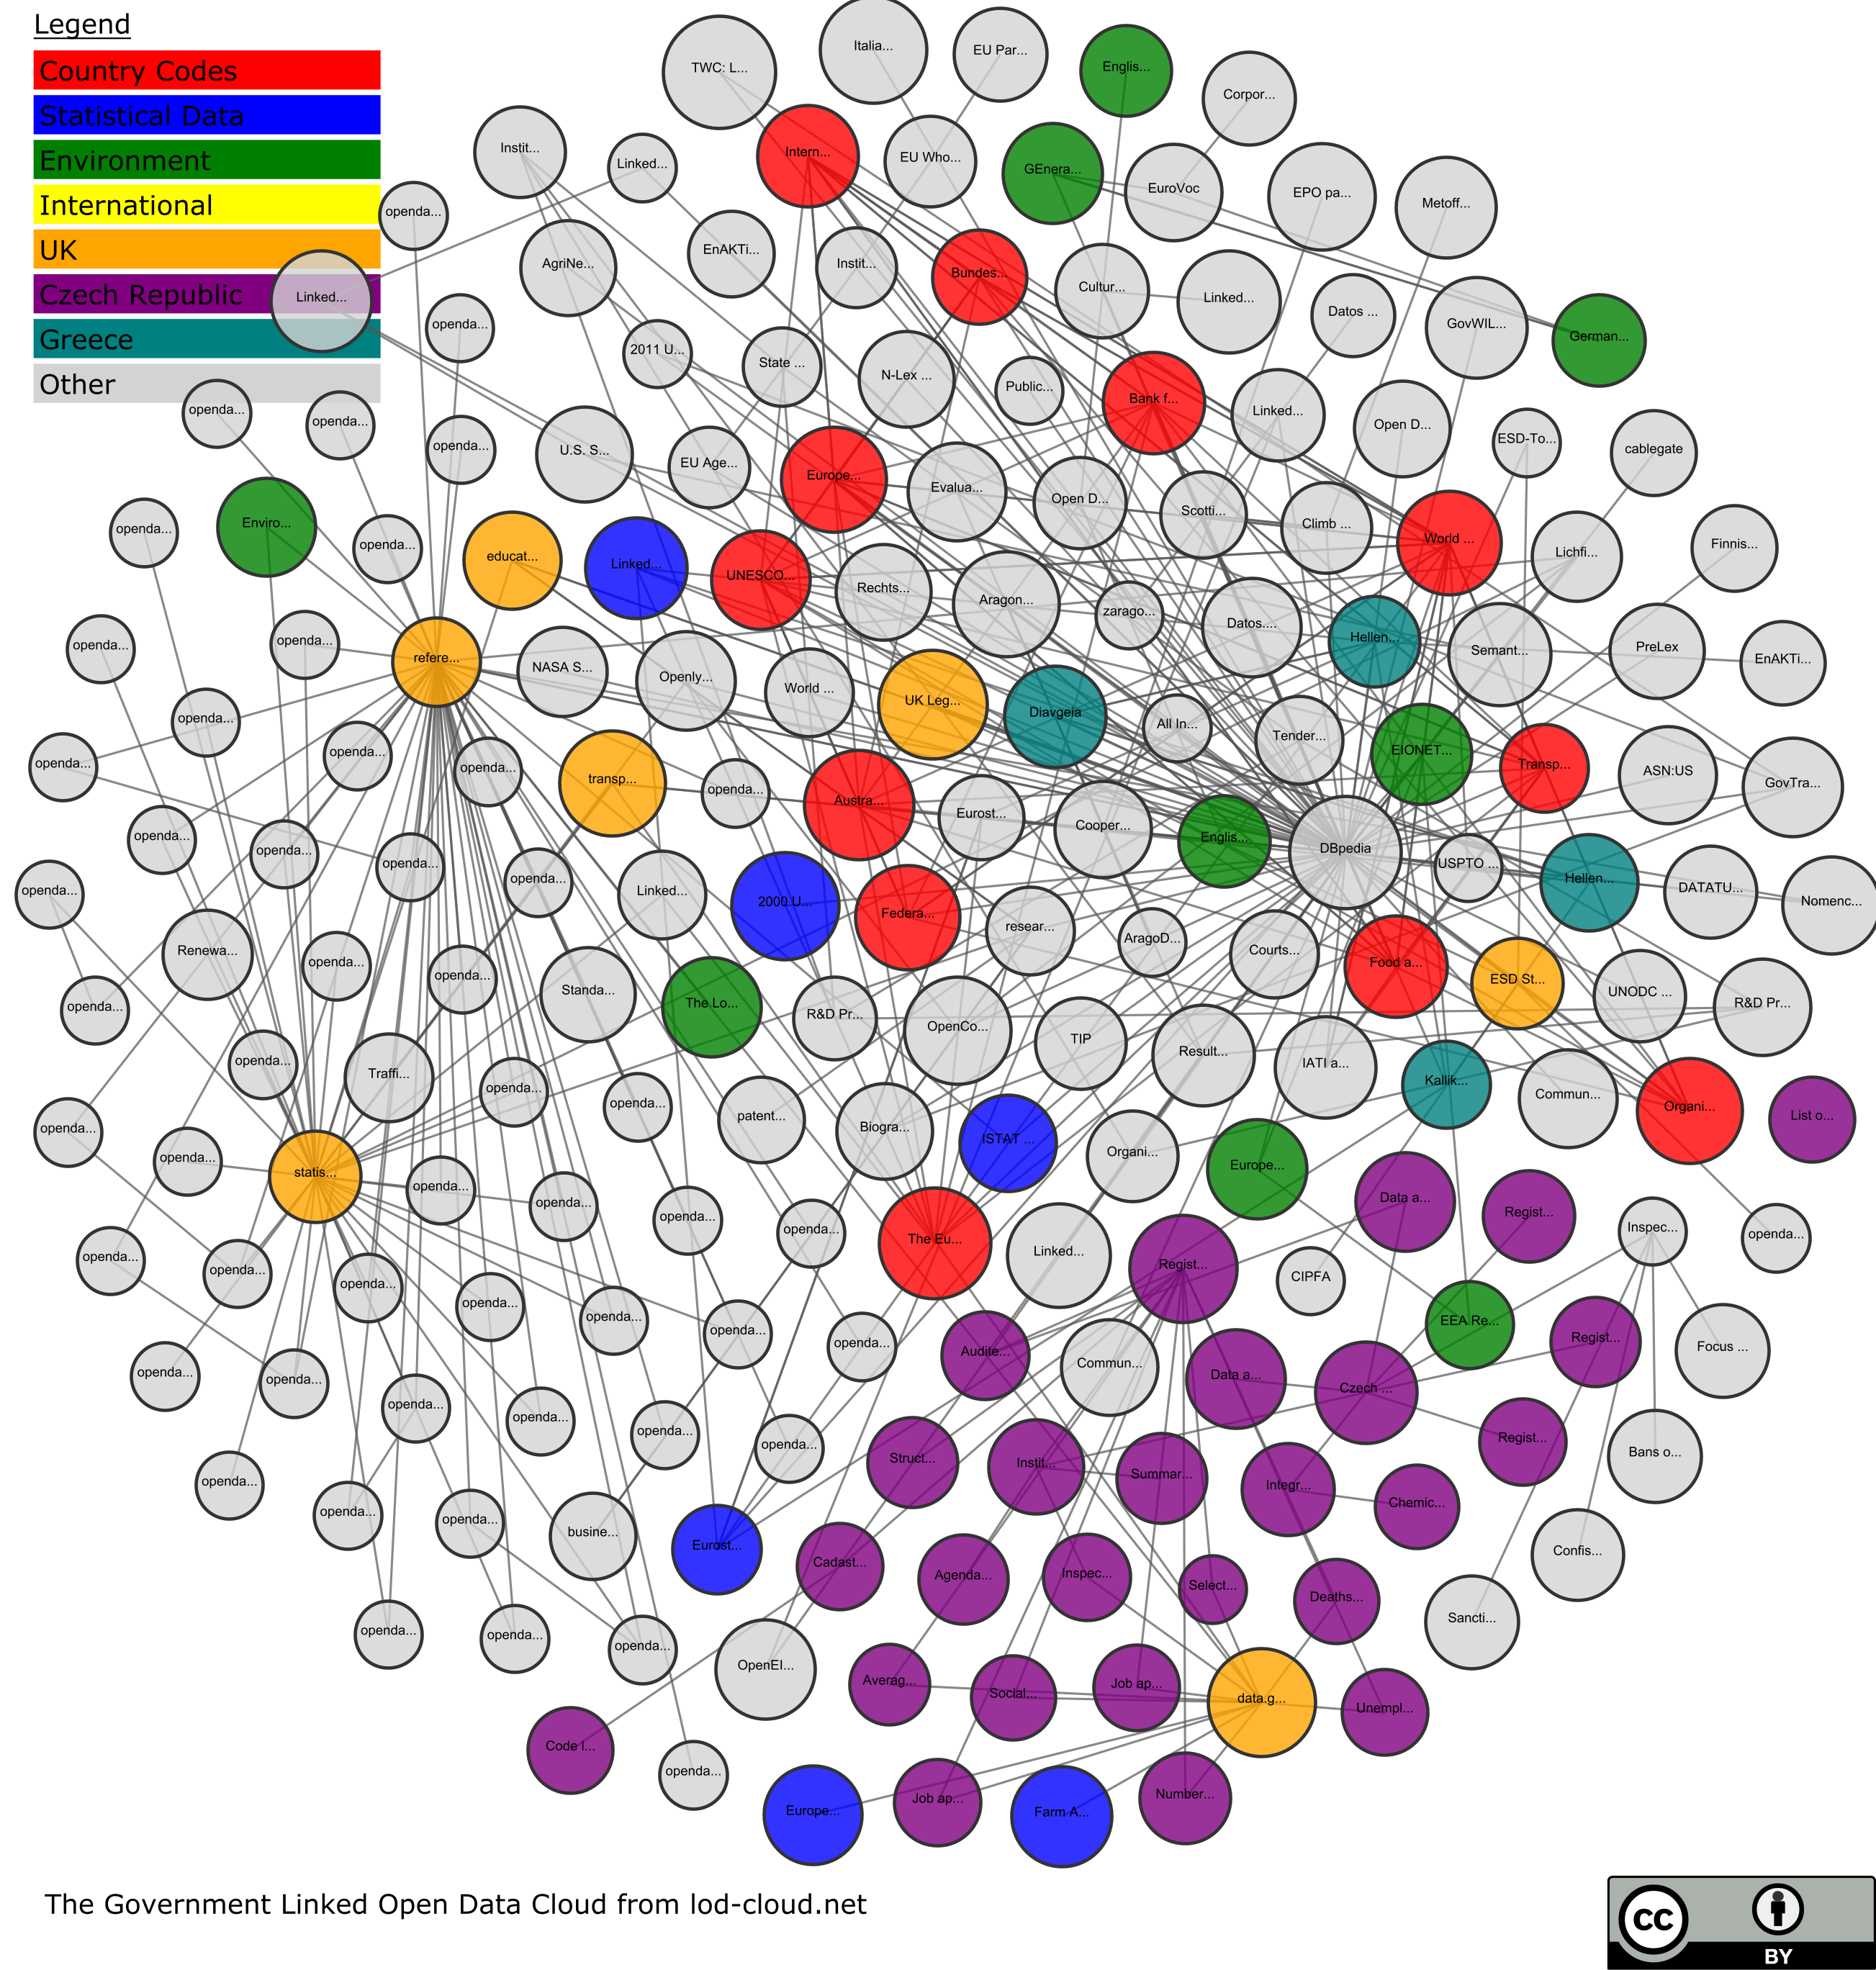 Legend
Country Codes
Statistical Data
Environment
International
UK
Czech Republic
Greece
Other
TWC: L...
Italia...
EU Par...
Englis...
Corpor...
Instit...
Linked...
Intern...
EU Who...
GEnera...
EuroVoc
EPO pa...
Metoff...
openda...
Linked...
AgriNe...
EnAKTi...
Instit...
Bundes...
Cultur...
Linked...
Datos ...
GovWIL...
German...
openda...
2011 U...
State ...
N-Lex ...
Public...
Bank f...
Linked...
Open D...
ESD-To...
cablegate
openda...
openda...
openda...
U.S. S...
EU Age...
Europe...
Evalua...
Open D...
Scotti...
Climb ...
World ...
Lichfi...
Finnis...
openda...
Enviro...
openda...
educat...
Linked...
UNESCO...
Rechts...
Aragon...
zarago...
Datos....
Hellen...
Semant...
PreLex
EnAKTi...
openda...
openda...
refere...
NASA S...
Openly...
World ...
UK Leg...
Diavgeia
All In...
Tender...
EIONET...
Transp...
ASN:US
GovTra...
openda...
openda...
openda...
openda...
transp...
openda...
Austra...
Eurost...
Cooper...
Englis...
DBpedia
USPTO ...
Hellen...
DATATU...
Nomenc...
openda...
openda...
openda...
openda...
openda...
Linked...
2000 U...
Federa...
resear...
AragoD...
Courts...
Food a...
ESD St...
UNODC ...
R&D Pr...
openda...
Renewa...
openda...
openda...
Standa...
The Lo...
R&D Pr...
OpenCo...
TIP
Result...
IATI a...
Kallik...
Commun...
Organi...
List o...
openda...
Traffi...
openda...
openda...
patent...
Biogra...
ISTAT ...
Organi...
Europe...
Data a...
Regist...
Inspec...
openda...
openda...
openda...
statis...
openda...
openda...
openda...
openda...
The Eu...
Linked...
Regist...
CIPFA
EEA Re...
Regist...
Focus ...
openda...
openda...
openda...
openda...
openda...
openda...
openda...
Audite...
Commun...
Data a...
Czech ...
Regist...
Bans o...
openda...
openda...
openda...
openda...
openda...
openda...
Struct...
Instit...
Summar...
Integr...
Chemic...
Confis...
openda...
openda...
openda...
busine...
Eurost...
Cadast...
Agenda...
Inspec...
Select...
Deaths...
Sancti...
openda...
openda...
openda...
OpenEI...
Averag...
Social...
Job ap...
data.g...
Unempl...
Code l...
openda...
Europe...
Job ap...
Farm A...
Number...
The Government Linked Open Data Cloud from lod-cloud.net
CC
BY